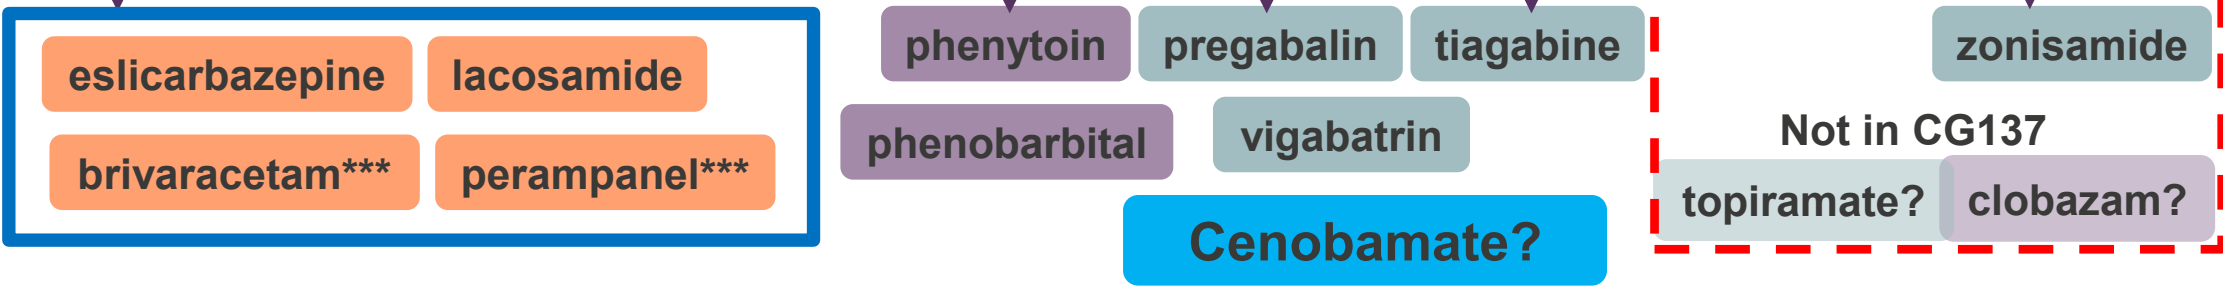 eslicarbazepine
lacosamide
brivaracetam***
perampanel***
phenytoin
pregabalin
tiagabine
phenobarbital
vigabatrin
Cenobamate?
zonisamide
Not in CG137
topiramate?
clobazam?